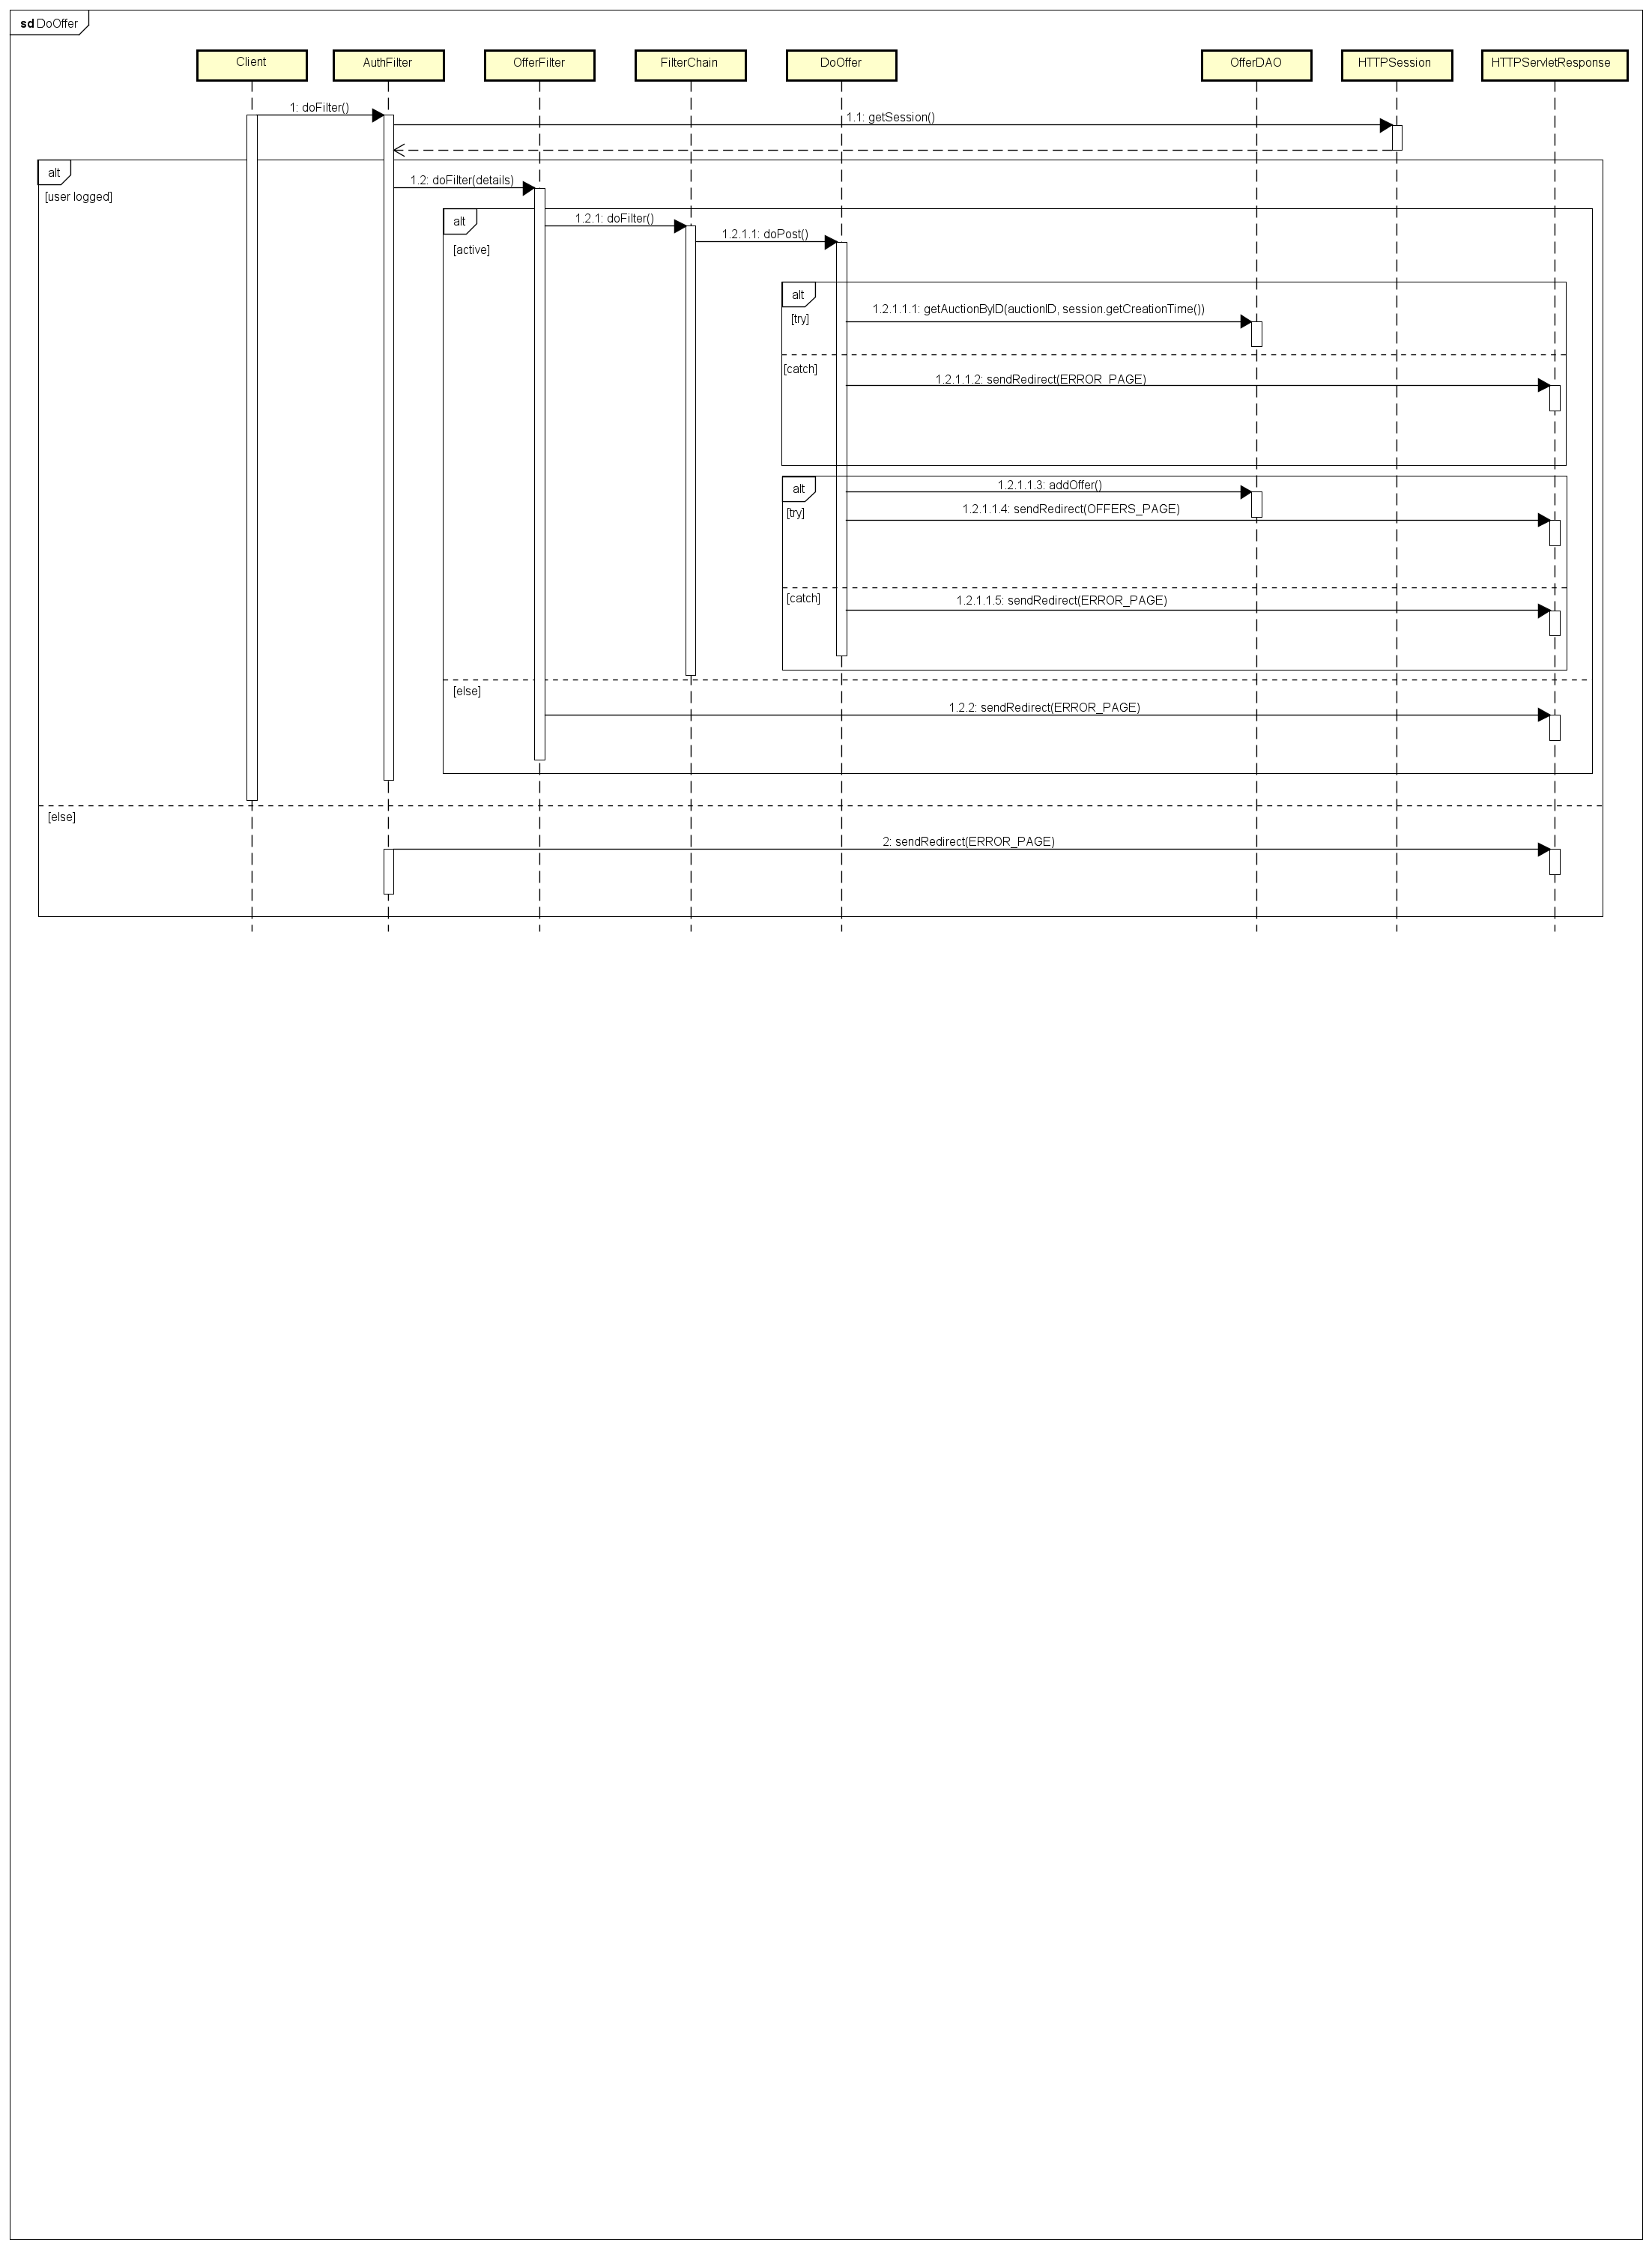 sd DoOffer
Client
AuthFilter
OfferFilter
FilterChain
DoOffer
OfferDAO
HTTPSession
HTTPServletResponse
1: doFilter()
1.1: getSession()
alt
[user logged]
1.2: doFilter(details)
alt
[active]
1.2.1: doFilter()
1.2.1.1: doPost()
alt
[try]
1.2.1.1.1: getAuctionByID(auctionID, session.getCreationTime())
[catch]
1.2.1.1.2: sendRedirect(ERROR_PAGE)
alt
[try]
1.2.1.1.3: addOffer()
1.2.1.1.4: sendRedirect(OFFERS_PAGE)
[catch]
1.2.1.1.5: sendRedirect(ERROR_PAGE)
[else]
1.2.2: sendRedirect(ERROR_PAGE)
[else]
2: sendRedirect(ERROR_PAGE)